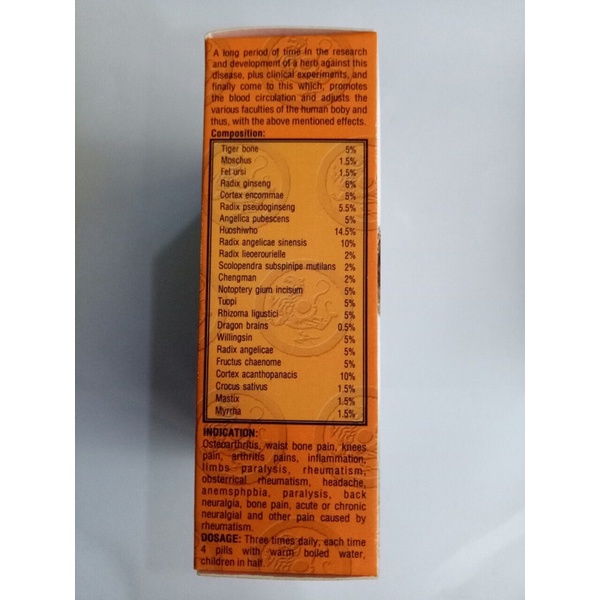 A long period of time in the research
and development of a herb against this
disease, plus clinical experiments, and
finally come to this which, promotes
the blood circulation and adjusts the
various faculties of the human boby and
thus, with the above mentioned effects.
Composition:
Tiger bone 5%
Moschus 1.5%
Fel ursi 1.5%
Radix ginseng 6%
Cortex encommae 5%
Radix pseudoginseng 5.5%
Angelica pubescens 5%
Huoshiwho 14.5%
Radix angelicae sinensis 10%
Radix lieoerourielle 2%
Scolopendra subspinipe mutilans 2%
Chengman 2%
Notoptery gium incisum 5%
Tuopi 5%
Rhizoma ligustici 5%
Dragon brains 0.5%
Willingsin 5%
Radix angelicae 5%
Fructus chaenome 5%
Cortex acanthopanacis 10%
Crocus sativus 1.5%
Mastix 1.5%
Myrrha 1.5%
INDICATION:
Osteoarthritis, waist bone pain, knees
pain, arthritis pains, inflammation,
limbs paralysis, rheumatism,
obsterrical rheumatism, headache,
anemsphpbia, paralysis, back
neuralgia, bone pain, acute or chronic
neuralgial and other pain caused by
rheumatism.
DOSAGE: Three times daily, each time
4 pills with warm boiled water,
children in half.